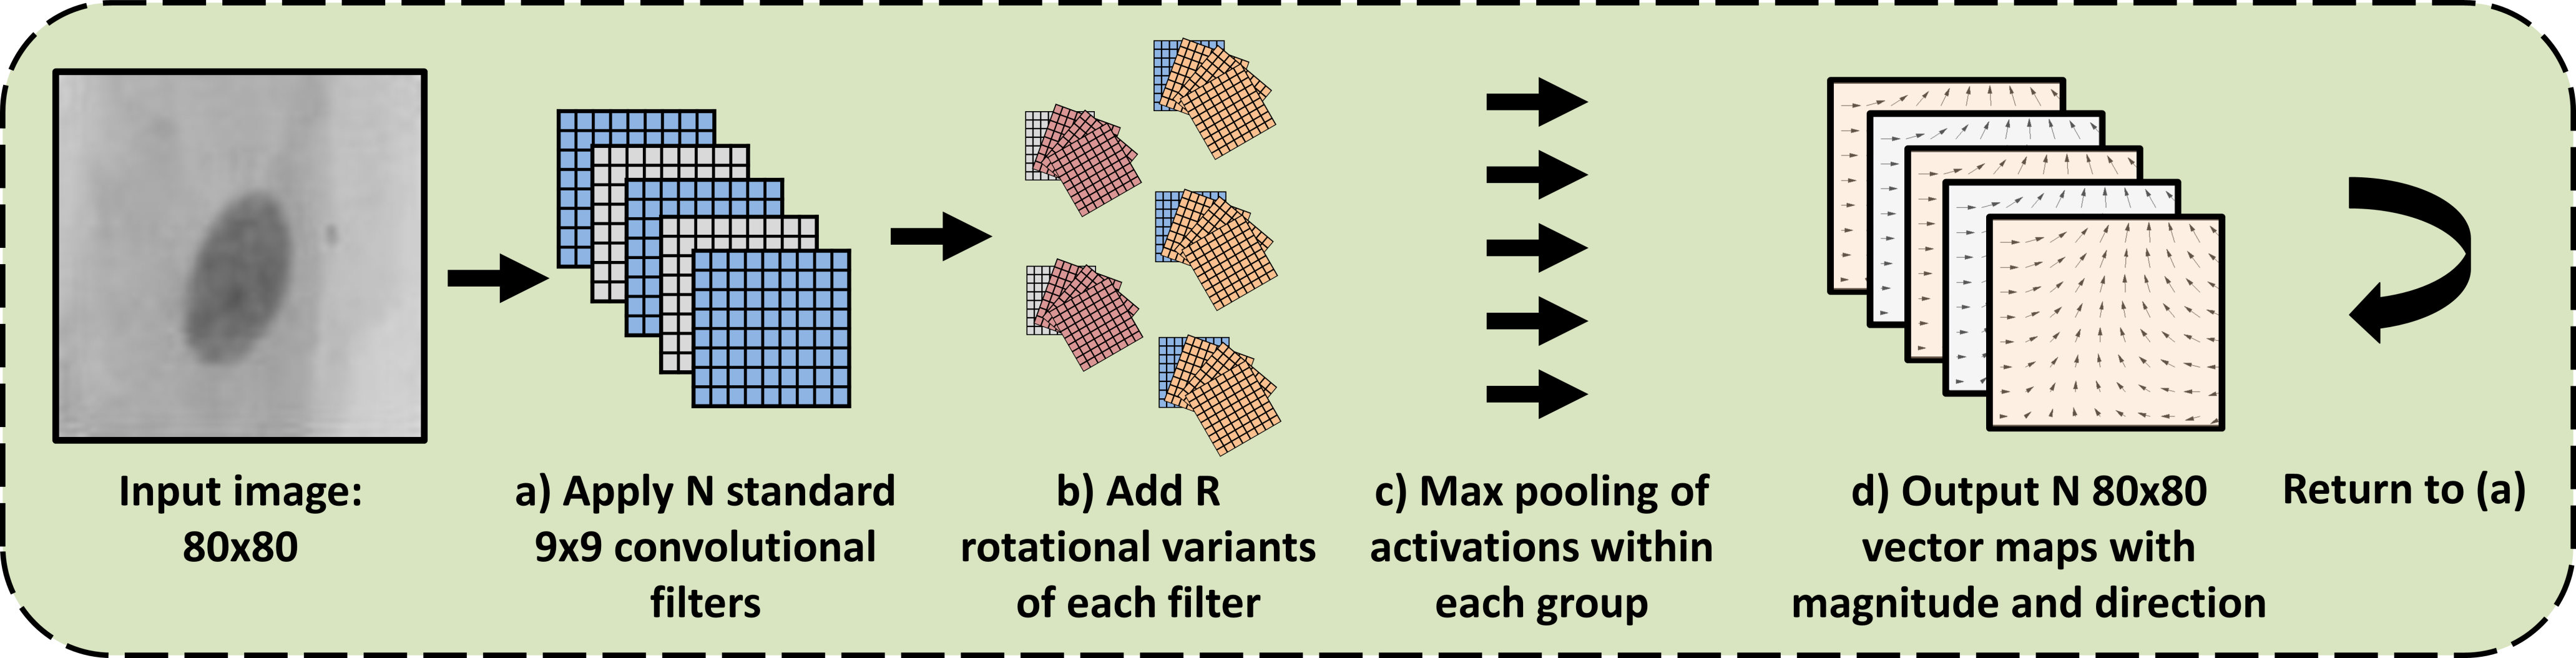 Input image:
80x80
a) Apply N standard
9x9 convolutional
filters
b) Add R
rotational variants
of each filter
c) Max pooling of
activations within
each group
d) Output N 80x80
vector maps with
magnitude and direction
Return to (a)